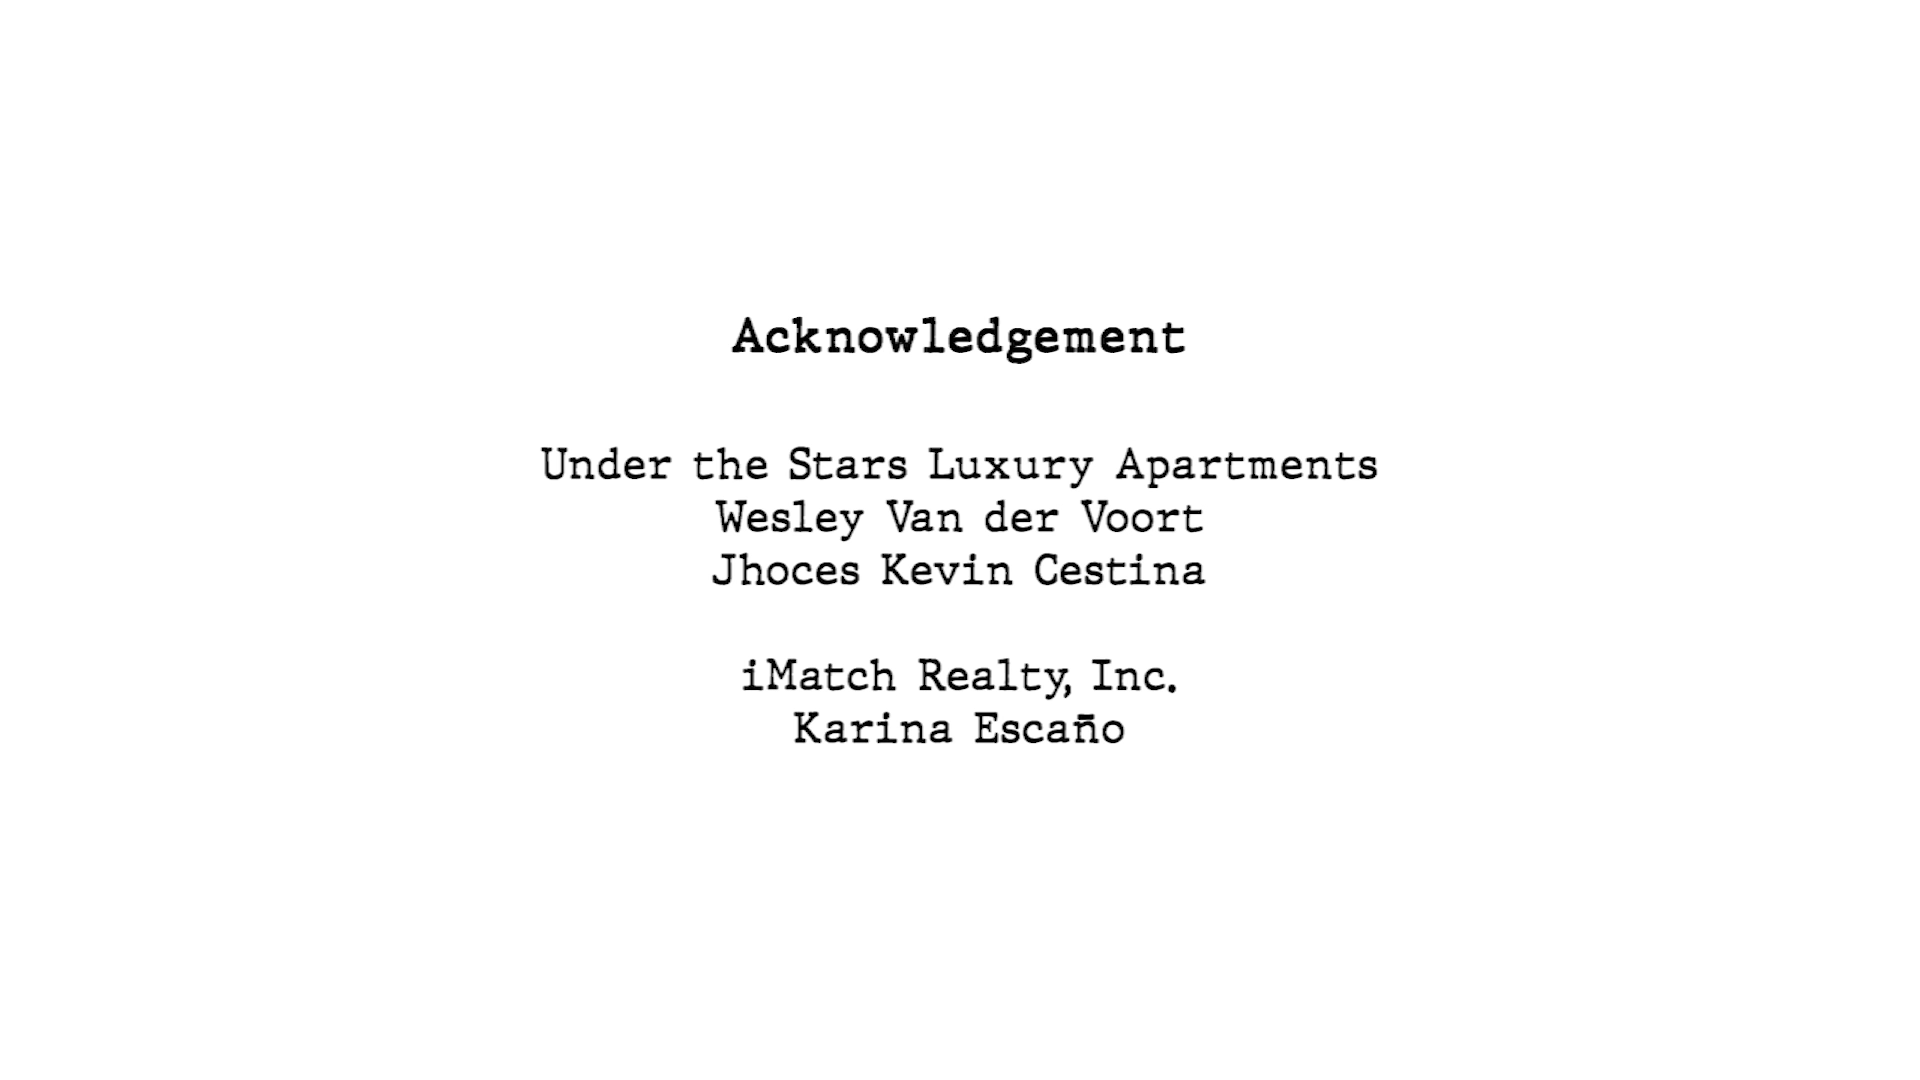 Acknowledgement
Under the Stars Luxury Apartments
Wesley Van der Voort
Jhoces Kevin Cestina
iMatch Realty, Inc.
Karina Escaño